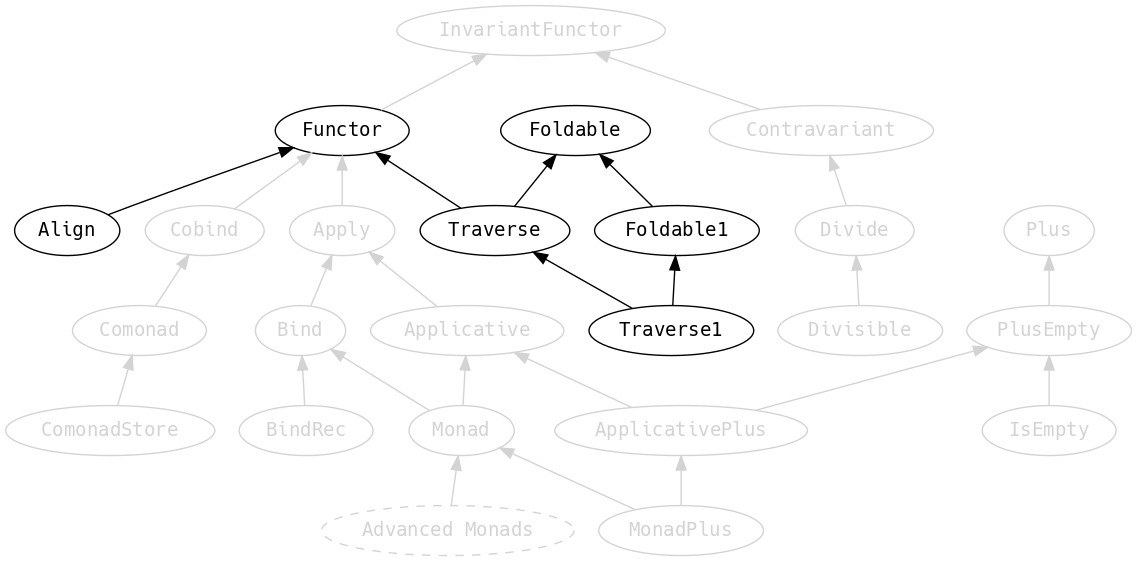 InvariantFunctor
Functor
Foldable
Contravariant
Align
Cobind
Apply
Traverse
Foldable1
Divide
Plus
Comonad
Bind
Applicative
Traverse1
Divisible
PlusEmpty
ComonadStore
BindRec
Monad
ApplicativePlus
IsEmpty
Advanced Monads
MonadPlus